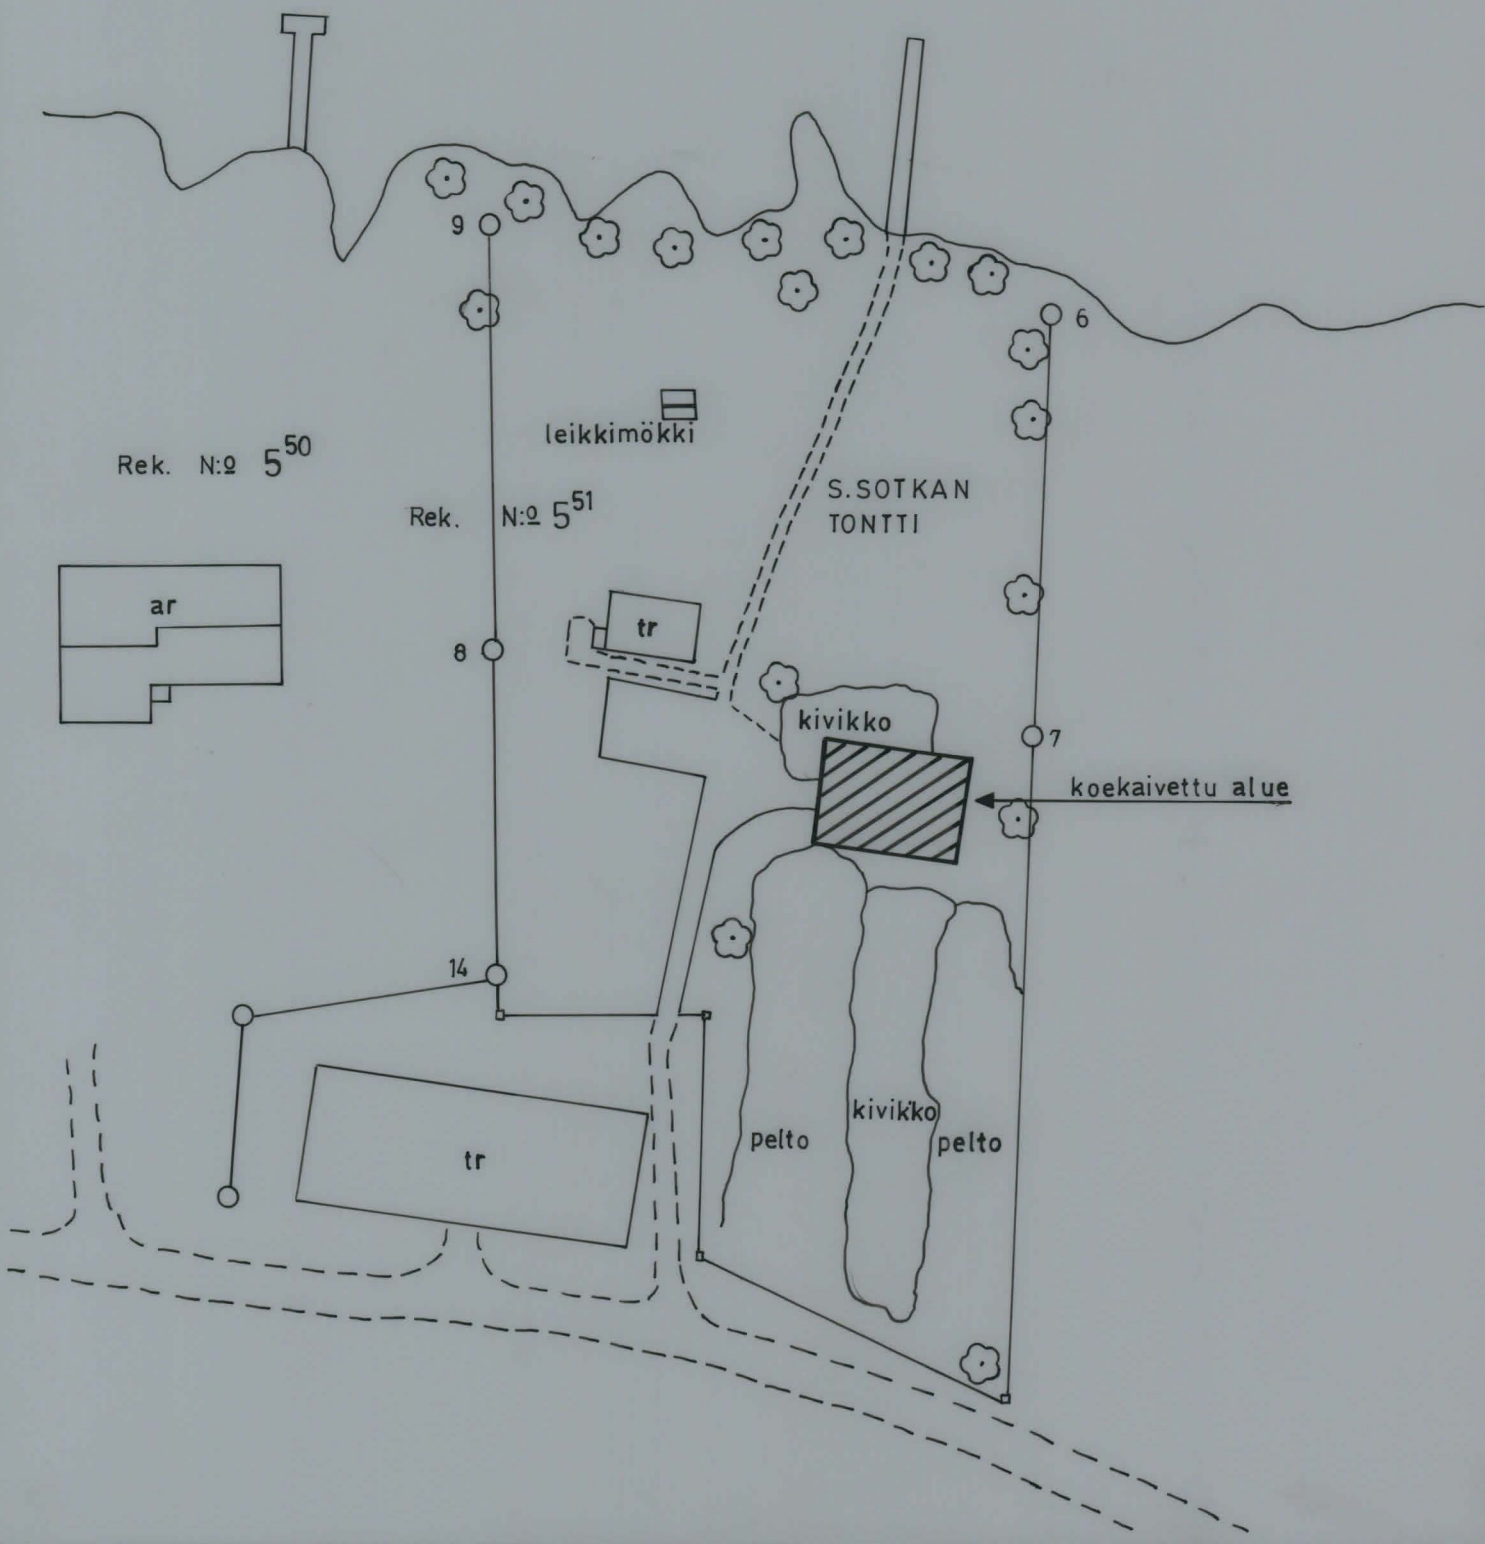 9
6
leikkimökki
Rek. N:o 5⁵⁰
S.SOTKAN
TONTTI
Rek. N:o 5⁵¹
ar
tr
8
kivikko
7
koekaivettu alue
14
kivikko
pelto
pelto
tr